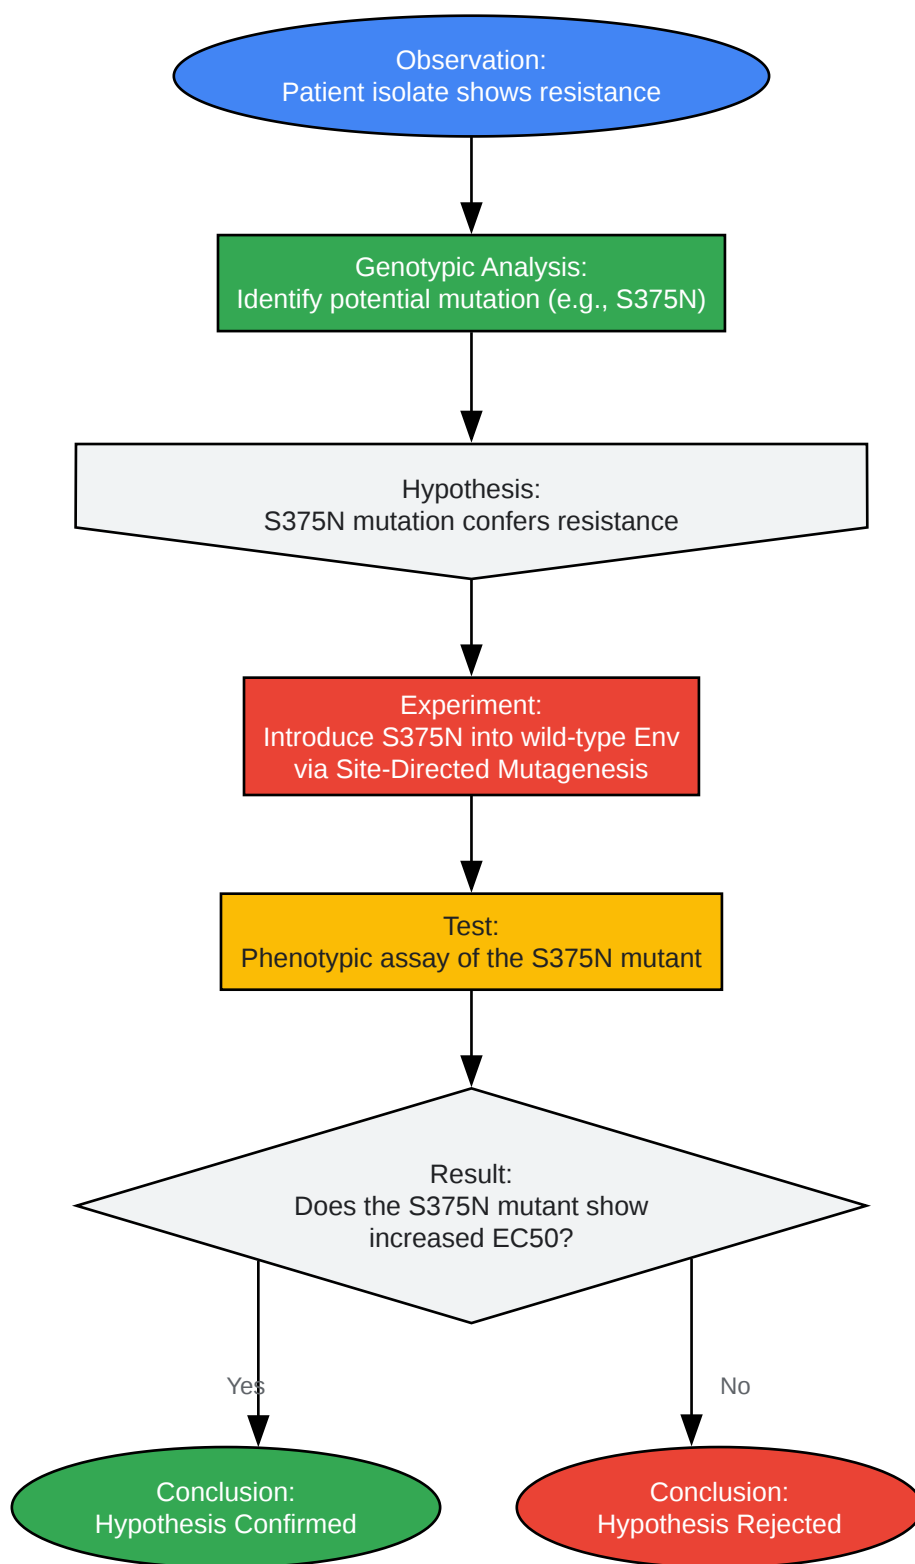 Observation:
Patient isolate shows resistance
Genotypic Analysis:
Identify potential mutation (e.g., S375N)
Hypothesis:
S375N mutation confers resistance
Experiment:
Introduce S375N into wild-type Env
via Site-Directed Mutagenesis
Test:
Phenotypic assay of the S375N mutant
Result:
Does the S375N mutant show
increased EC50?
Yes
No
Conclusion:
Hypothesis Confirmed
Conclusion:
Hypothesis Rejected